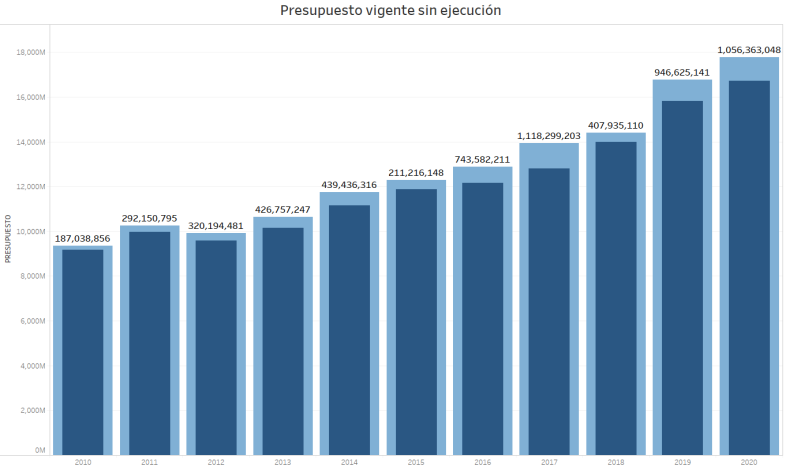 Presupuesto vigente sin ejecución
1,056,363,048
18,000M
946,625,141
16,000M
1,118,299,203
407,935,110
14,000M
743,582,211
439,436,316
211,216,148
12,000M
426,757,247
292,150,795
320,194,481
187,038,856
10,000M
PRESUPUESTO
8,000M
6,000M
4,000M
2,000M
0M
2010 2011 2012 2013 2014 2015 2016 2017 2018 2019 2020